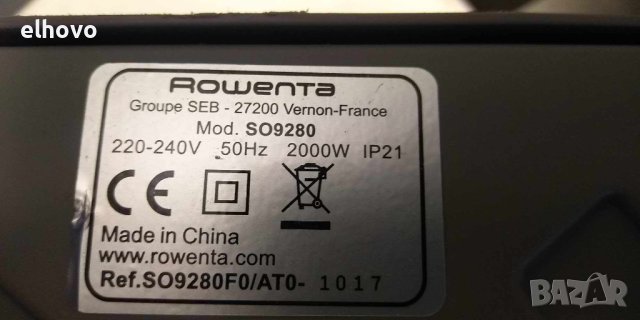 elhovo
Rowenta
Groupe SEB - 27200 Vernon-France
Mod. SO9280
220-240V 50Hz 2000W IP21
CE
Made in China
www.rowenta.com
Ref.SO9280F0/AT0- 1017
BAZAR